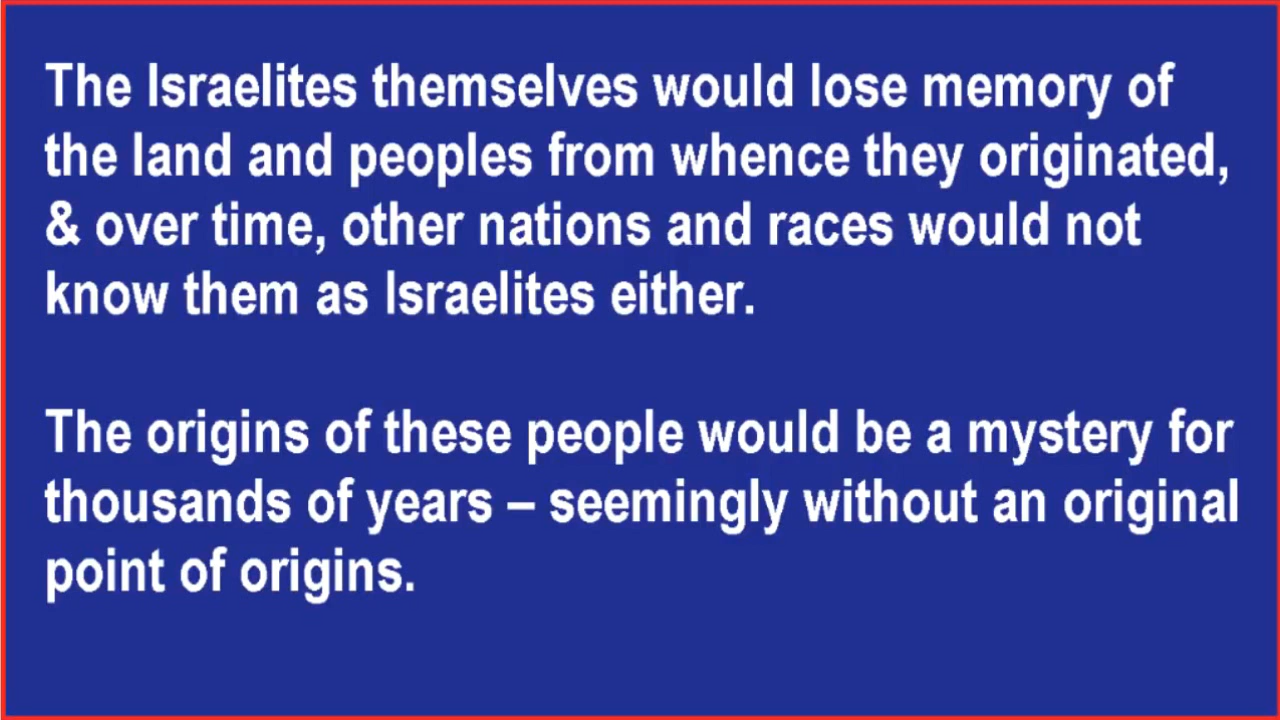 The Israelites themselves would lose memory of
the land and peoples from whence they originated,
& over time, other nations and races would not
know them as Israelites either.
The origins of these people would be a mystery for
thousands of years – seemingly without an original
point of origins.